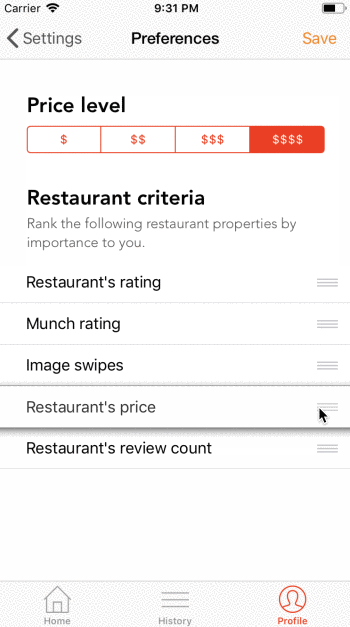 Carrier 9:31 PM
Settings Preferences Save
Price level
$ $$ $$$ $$$$
Restaurant criteria
Rank the following restaurant properties by
importance to you.
Restaurant's rating
Munch rating
Image swipes
Restaurant's price
Restaurant's review count
Home History Profile